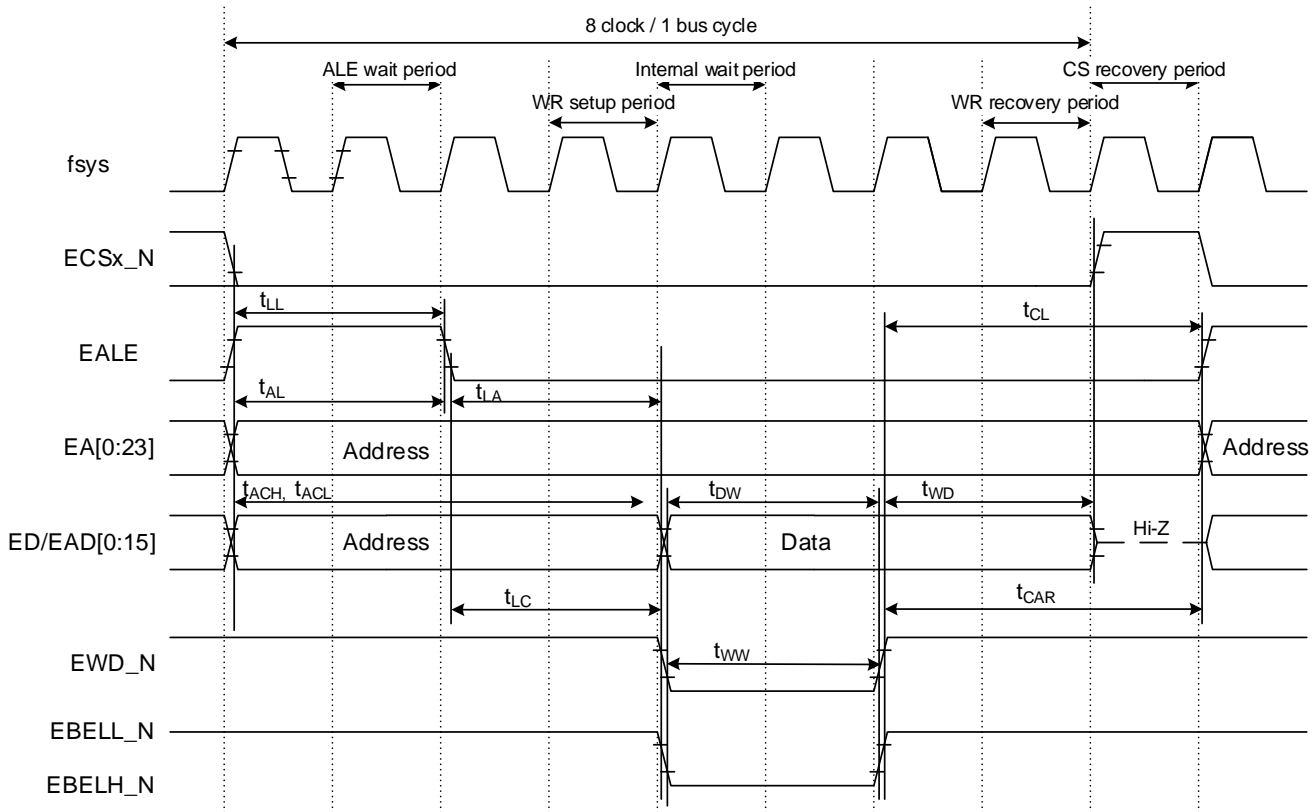 8 clock / 1 bus cycle
ALE wait period
Internal wait period
CS recovery period
WR setup period
WR recovery period
fsys
ECSx_N
tLL
tCL
EALE
tAL
tLA
EA[0:23]
Address
Address
tACH, tACL
tDW
tWD
ED/EAD[0:15]
Address
Data
Hi-Z
tLC
tCAR
EWD_N
tWW
EBELL_N
EBELH_N